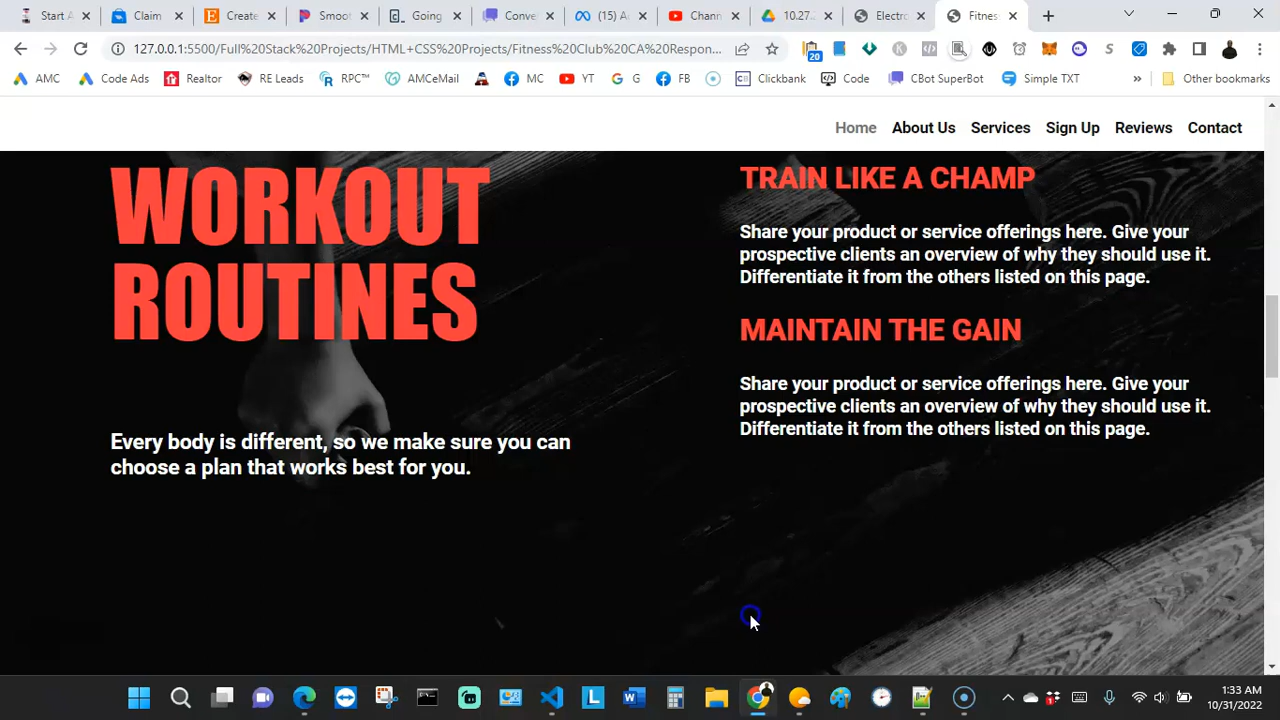 Start A
Claim
Create
Smoot
Going
Conve
(15) A
Chann
10.27.
Electro
Fitnes
127.0.0.1:5500/Full%20Stack%20Projects/HTML+CSS%20Projects/Fitness%20Club%20CA%20Respon...
20
AMC
Code Ads
Realtor
RE Leads
RPC™
AMCeMail
MC
YT
G
FB
Clickbank
Code
CBot SuperBot
Simple TXT
»
Other bookmarks
Home
About Us
Services
Sign Up
Reviews
Contact
WORKOUT
ROUTINES
Every body is different, so we make sure you can
choose a plan that works best for you.
TRAIN LIKE A CHAMP
Share your product or service offerings here. Give your
prospective clients an overview of why they should use it.
Differentiate it from the others listed on this page.
MAINTAIN THE GAIN
Share your product or service offerings here. Give your
prospective clients an overview of why they should use it.
Differentiate it from the others listed on this page.
1:33 AM
10/31/2022